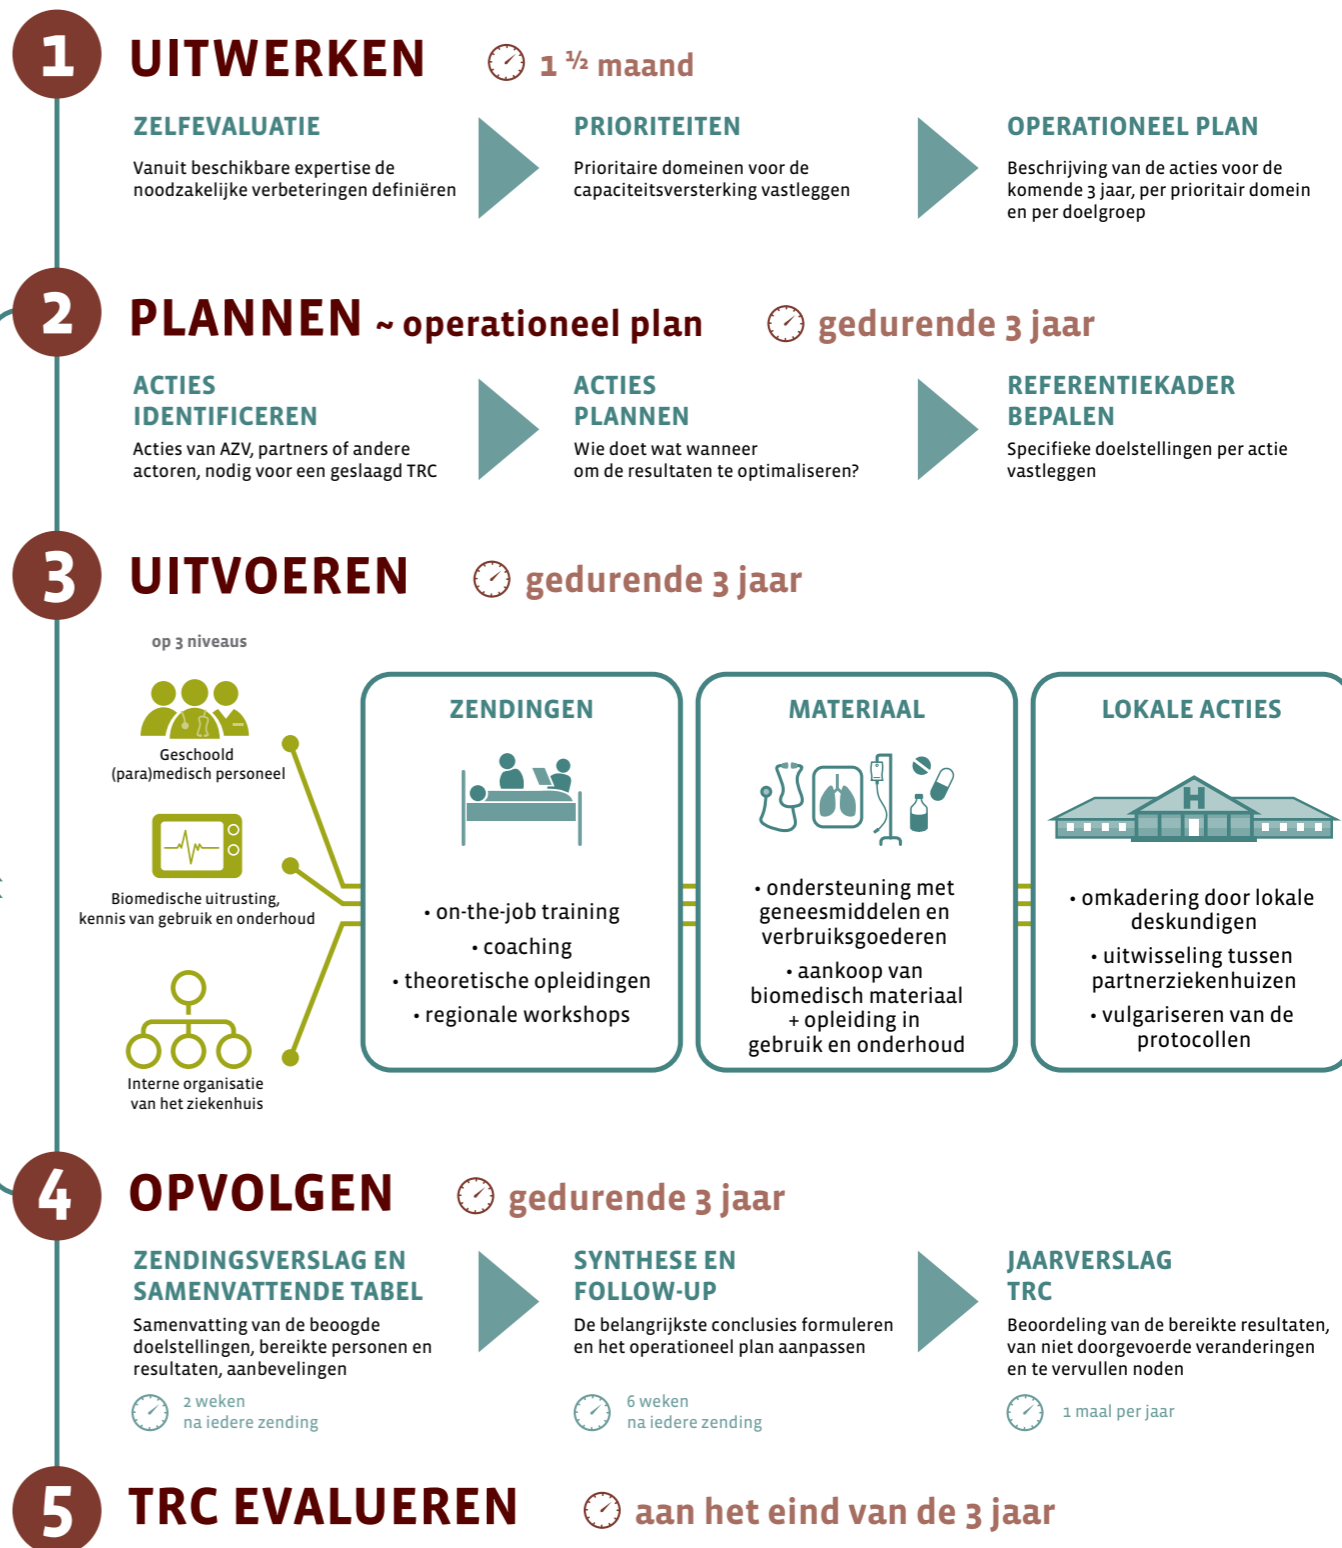 1
UITWERKEN
1 ½ maand
ZELFEVALUATIE
Vanuit beschikbare expertise de
noodzakelijke verbeteringen definiëren
PRIORITEITEN
Prioritaire domeinen voor de
capaciteitsversterking vastleggen
OPERATIONEEL PLAN
Beschrijving van de acties voor de
komende 3 jaar, per prioritair domein
en per doelgroep
2
PLANNEN ~ operationeel plan
gedurende 3 jaar
ACTIES
IDENTIFICEREN
Acties van AZV, partners of andere
actoren, nodig voor een geslaagd TRC
ACTIES
PLANNEN
Wie doet wat wanneer
om de resultaten te optimaliseren?
REFERENTIEKADER
BEPALEN
Specifieke doelstellingen per actie
vastleggen
3
UITVOEREN
gedurende 3 jaar
op 3 niveaus
Geschoold
(para)medisch personeel
Biomedische uitrusting,
kennis van gebruik en onderhoud
Interne organisatie
van het ziekenhuis
ZENDINGEN
• on-the-job training
• coaching
• theoretische opleidingen
• regionale workshops
MATERIAAL
• ondersteuning met
geneesmiddelen en
verbruiksgoederen
• aankoop van
biomedisch materiaal
+ opleiding in
gebruik en onderhoud
LOKALE ACTIES
H
• omkadering door lokale
deskundigen
• uitwisseling tussen
partnerziekenhuizen
• vulgariseren van de
protocollen
4
OPVOLGEN
gedurende 3 jaar
ZENDINGSVERSLAG EN
SAMENVATTENDE TABEL
Samenvatting van de beoogde
doelstellingen, bereikte personen en
resultaten, aanbevelingen
2 weken
na iedere zending
SYNTHESE EN
FOLLOW-UP
De belangrijkste conclusies formuleren
en het operationeel plan aanpassen
6 weken
na iedere zending
JAARVERSLAG
TRC
Beoordeling van de bereikte resultaten,
van niet doorgevoerde veranderingen
en te vervullen noden
1 maal per jaar
5
TRC EVALUEREN
aan het eind van de 3 jaar